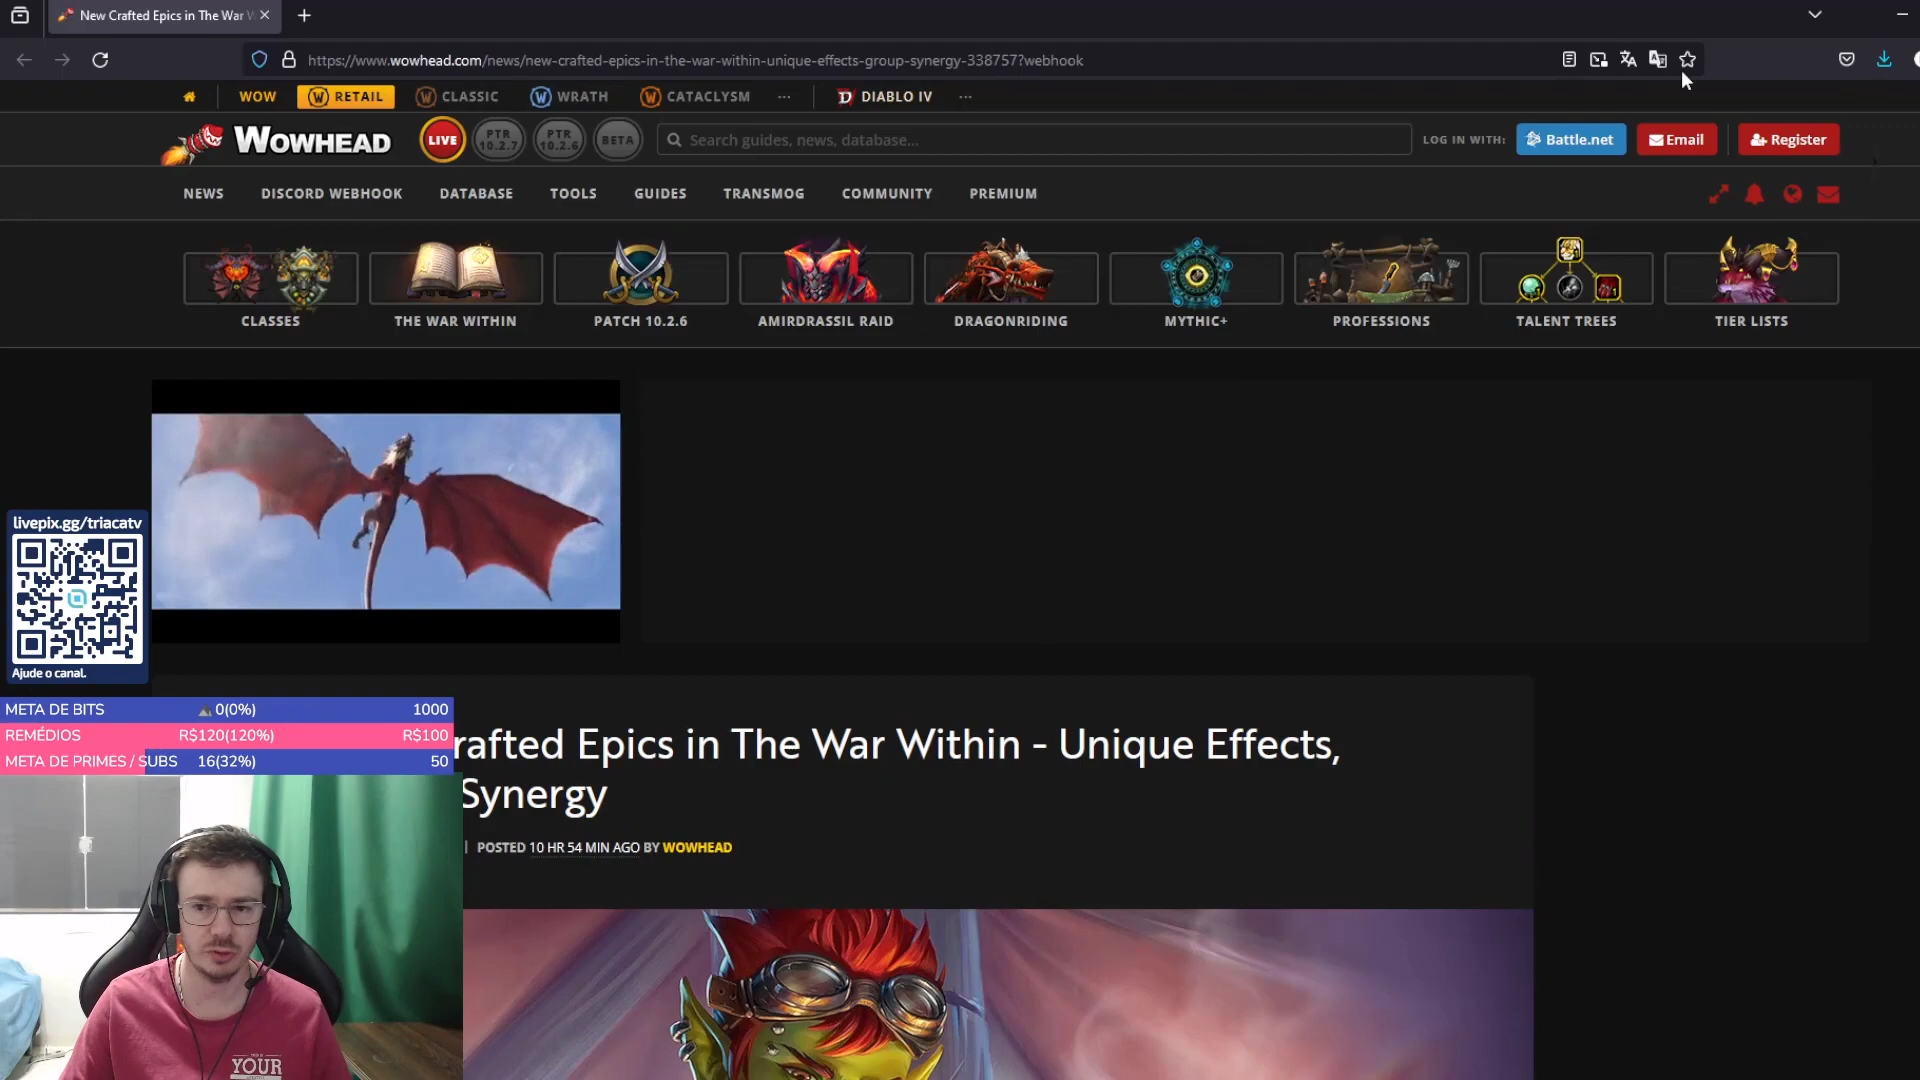 New Crafted Epics in The War W
https://www.wowhead.com/news/new-crafted-epics-in-the-war-within-unique-effects-group-synergy-338757?webhook
WOW
RETAIL
CLASSIC
WRATH
CATACLYSM
DIABLO IV
WOWHEAD
LIVE
PTR
10.2.7
PTR
10.2.6
BETA
Search guides, news, database...
LOG IN WITH:
Battle.net
Email
Register
NEWS
DISCORD WEBHOOK
DATABASE
TOOLS
GUIDES
TRANSMOG
COMMUNITY
PREMIUM
CLASSES
THE WAR WITHIN
PATCH 10.2.6
AMIRDRASSIL RAID
DRAGONRIDING
MYTHIC+
PROFESSIONS
TALENT TREES
TIER LISTS
livepix.gg/triacatv
Ajude o canal.
META DE BITS 0(0%) 1000
REMÉDIOS R$120(120%) R$100
META DE PRIMES / SUBS 16(32%) 50
rafted Epics in The War Within - Unique Effects,
Synergy
POSTED 10 HR 54 MIN AGO BY WOWHEAD
YOUR